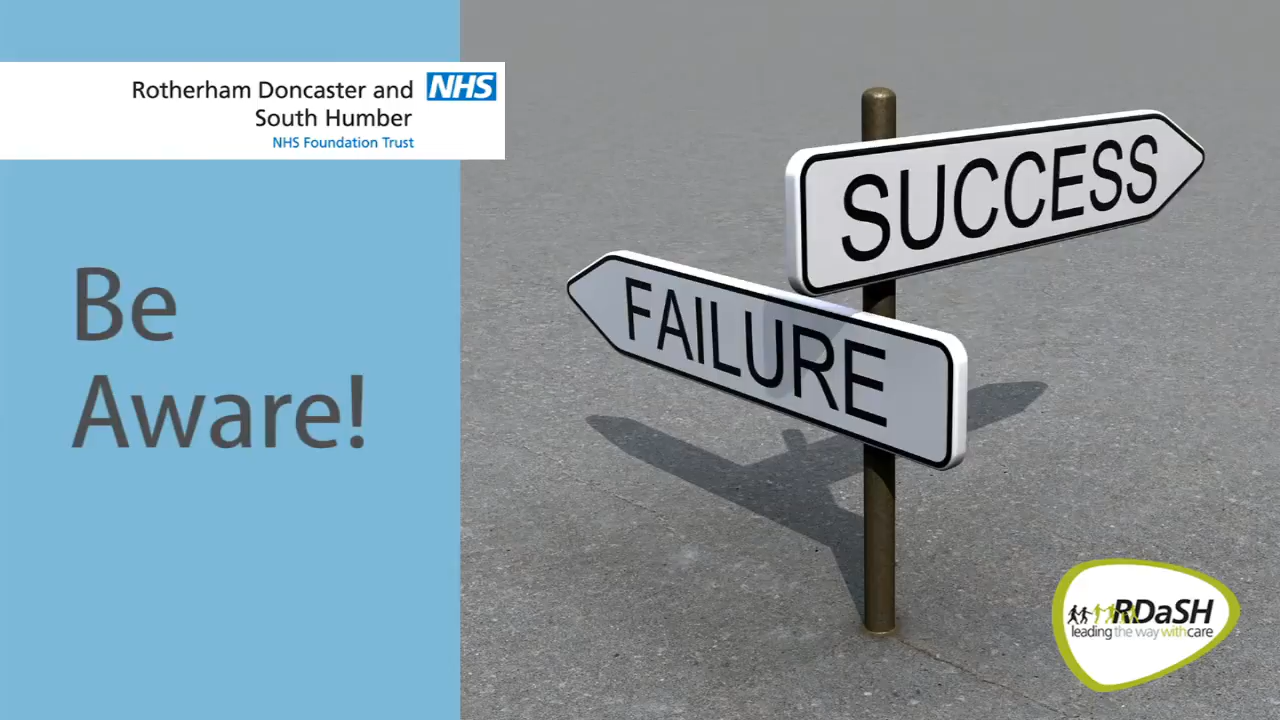 Rotherham Doncaster and NHS
South Humber
NHS Foundation Trust
Be
Aware!
SUCCESS
FAILURE
RDaSH
leading the way with care